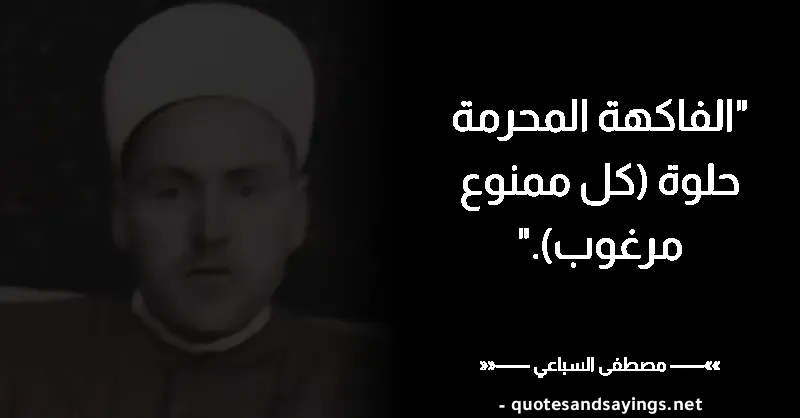 "الفاكهة المحرمة
حلوة (كل ممنوع
مرغوب)."
»»—— مصطفى السباعي ——««
- quotesandsayings.net